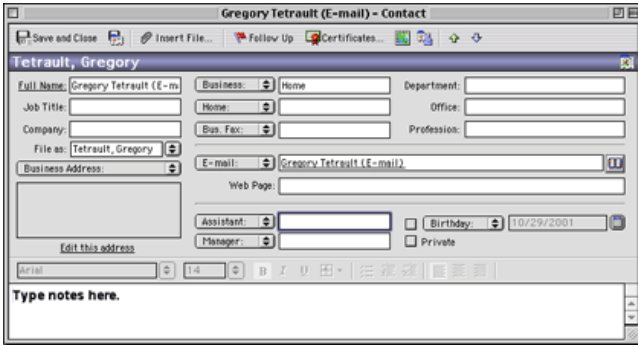 Gregory Tetrault (E-mail) - Contact
Save and Close Insert File... Follow Up Certificates...
Tetrault, Gregory
Full Name: Gregory Tetrault (E-m Business: Home Department:
Job Title: Home: Office:
Company: Bus. Fax: Profession:
File as: Tetrault, Gregory
Business Address: E-mail: Gregory Tetrault (E-mail)
Web Page:
Assistant: Birthday: 10/29/2001
Edit this address Manager: Private
Arial 14 B I U
Type notes here.